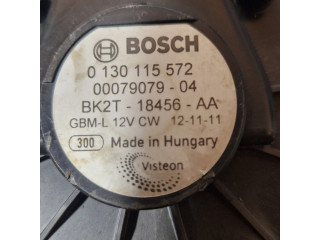 BOSCH
0 130 115 572
00079079 - 04
BK2T - 18456 - AA
GBM-L 12V CW 12-11-11
300 Made in Hungary
Visteon